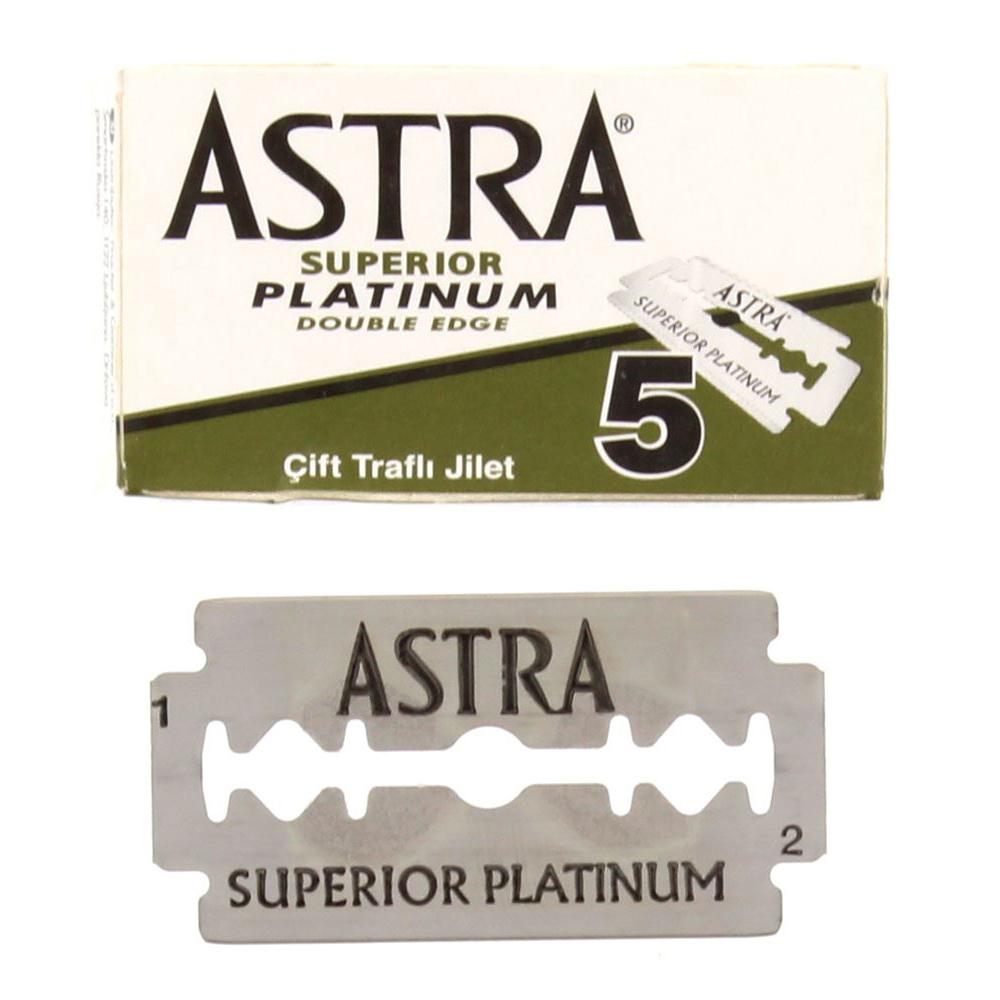 ASTRA®
SUPERIOR
PLATINUM
DOUBLE EDGE
ASTRA
SUPERIOR PLATINUM
5
Çift Traflı Jilet
ASTRA
1
2
SUPERIOR PLATINUM